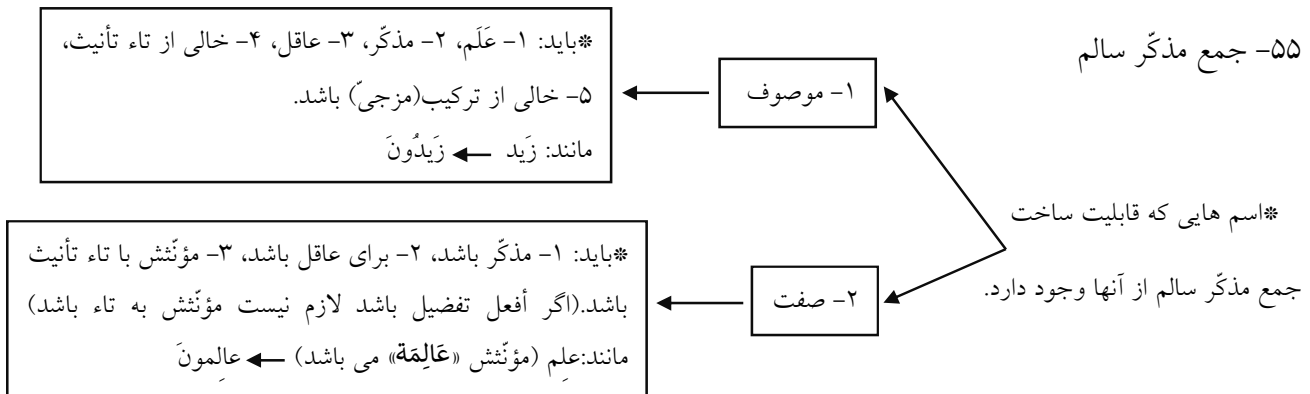 ۵۵- جمع مذکّر سالم
*اسم هایی که قابلیت ساخت
جمع مذکّر سالم از آنها وجود دارد.
۱- موصوف
*باید: ۱- عَلَم، ۲- مذکّر، ۳- عاقل، ۴- خالی از تاء تأنیث،
۵- خالی از ترکیب(مزجیّ) باشد.
مانند: زَید ← زَیدُونَ
۲- صفت
*باید: ۱- مذکّر باشد، ۲- برای عاقل باشد، ۳- مؤنّثش با تاء تأنیث
باشد.(اگر أفعل تفضیل باشد لازم نیست مؤنّثش به تاء باشد)
مانند:علِم (مؤنّثش «عَالِمَة» می باشد) ← عالِمونَ